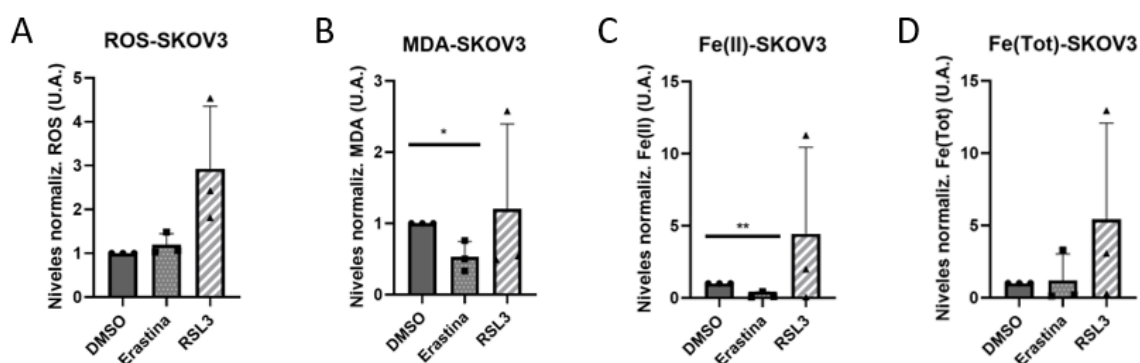 A
ROS-SKOV3
Niveles normaliz. ROS (U.A.)
5
4
3
2
1
0
DMSO
Erastina
RSL3
B
MDA-SKOV3
Niveles normaliz. MDA (U.A.)
3
2
1
0
*
DMSO
Erastina
RSL3
C
Fe(II)-SKOV3
Niveles normaliz. Fe(II) (U.A.)
15
10
5
0
**
DMSO
Erastina
RSL3
D
Fe(Tot)-SKOV3
Niveles normaliz. Fe(Tot) (U.A.)
15
10
5
0
DMSO
Erastina
RSL3